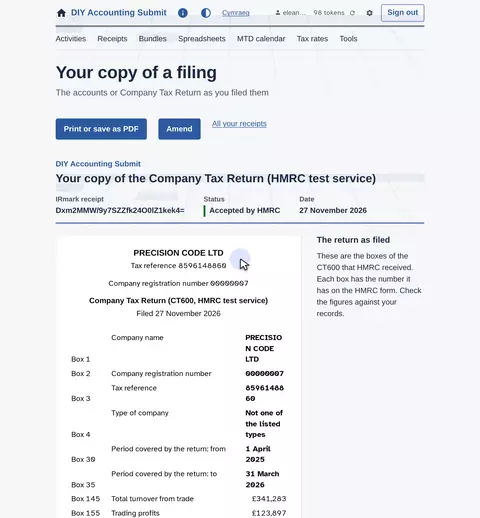 DIY Accounting Submit
Cymraeg
elean...
98 tokens
Sign out
Activities Receipts Bundles Spreadsheets MTD calendar Tax rates Tools
Your copy of a filing
The accounts or Company Tax Return as you filed them
Print or save as PDF
Amend
All your receipts
DIY Accounting Submit
Your copy of the Company Tax Return (HMRC test service)
IRmark receipt Status Date
Dxm2MMW/9y7SZZfk24O0lZ1kek4= Accepted by HMRC 27 November 2026
PRECISION CODE LTD
Tax reference 8596148860
Company registration number 00000007
Company Tax Return (CT600, HMRC test service)
Filed 27 November 2026
Box 1 Company name PRECISIO
N CODE
LTD
Box 2 Company registration number 00000007
Box 3 Tax reference 85961488
60
Box 4 Type of company Not one of
the listed
types
Box 30 Period covered by the return: from 1 April
2025
Box 35 Period covered by the return: to 31 March
2026
Box 145 Total turnover from trade £341,283
Box 155 Trading profits £123,897
The return as filed
These are the boxes of the
CT600 that HMRC received.
Each box has the number it
has on the HMRC form. Check
the figures against your
records.